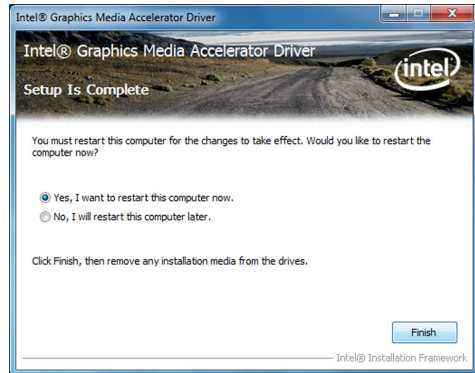 Intel® Graphics Media Accelerator Driver
Intel® Graphics Media Accelerator Driver
intel
Setup Is Complete
You must restart this computer for the changes to take effect. Would you like to restart the
computer now?
Yes, I want to restart this computer now.
No, I will restart this computer later.
Click Finish, then remove any installation media from the drives.
Finish
Intel® Installation Framework